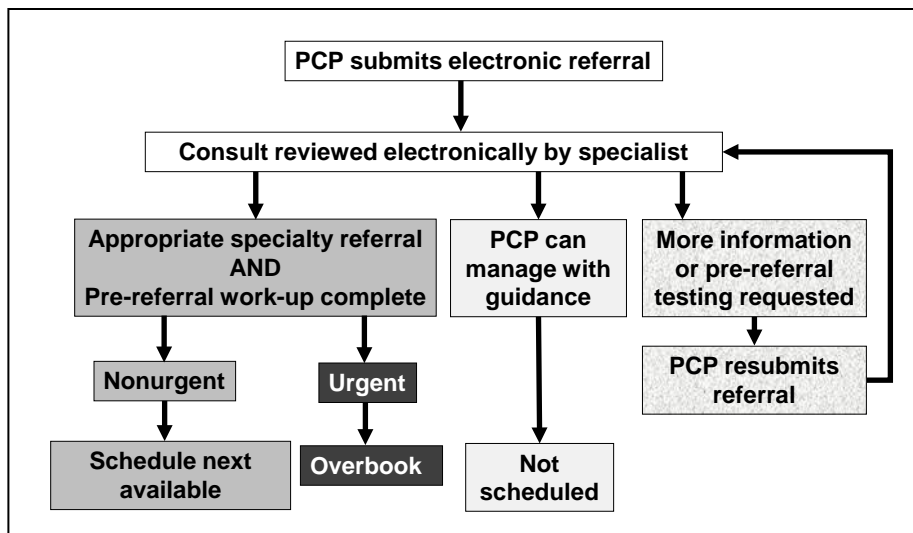 PCP submits electronic referral
Consult reviewed electronically by specialist
Appropriate specialty referral
AND
Pre-referral work-up complete
PCP can
manage with
guidance
More information
or pre-referral
testing requested
Nonurgent
Urgent
PCP resubmits
referral
Schedule next
available
Overbook
Not
scheduled